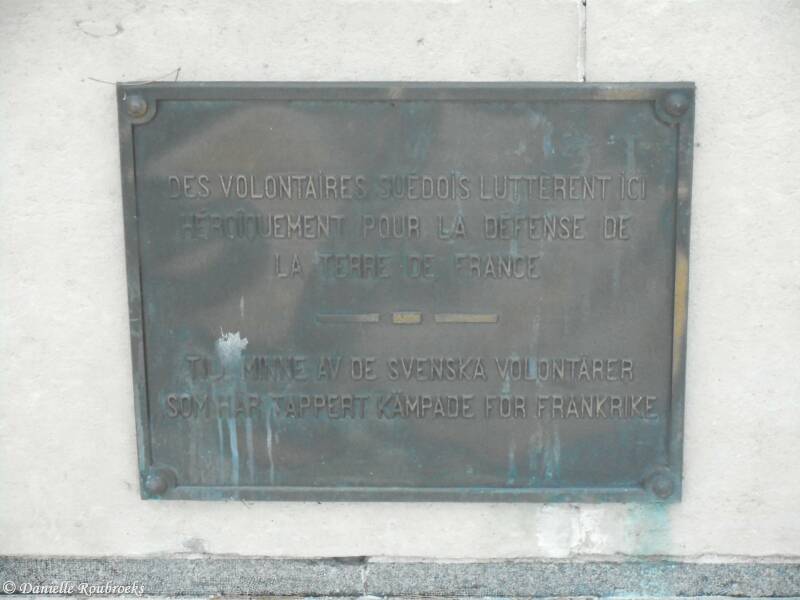 DES VOLONTAIRES SUÉDOIS LUTTÈRENT ICI
HÉROÏQUEMENT POUR LA DÉFENSE DE
LA TERRE DE FRANCE
TILL MINNE AV DE SVENSKA VOLONTÄRER
SOM HÄR TAPPERT KÄMPADE FÖR FRANKRIKE
© Danielle Roubroeks